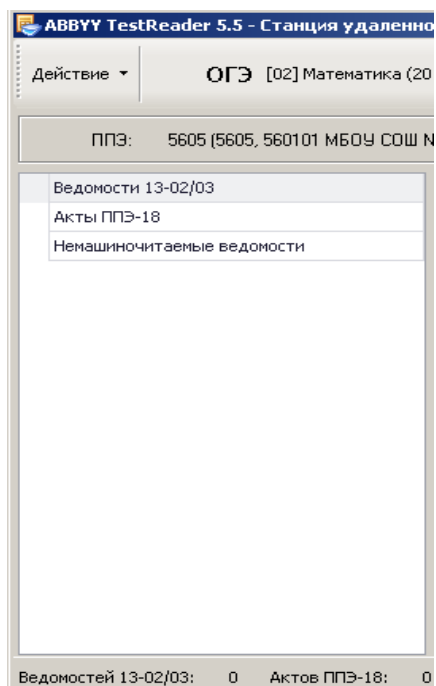 ABBYY TestReader 5.5 - Станция удаленно
Действие ОГЭ [02] Математика (20
ППЭ: 5605 (5605, 560101 МБОУ СОШ N
Ведомости 13-02/03
Акты ППЭ-18
Немашиночитаемые ведомости
Ведомостей 13-02/03: 0 Актов ППЭ-18: 0